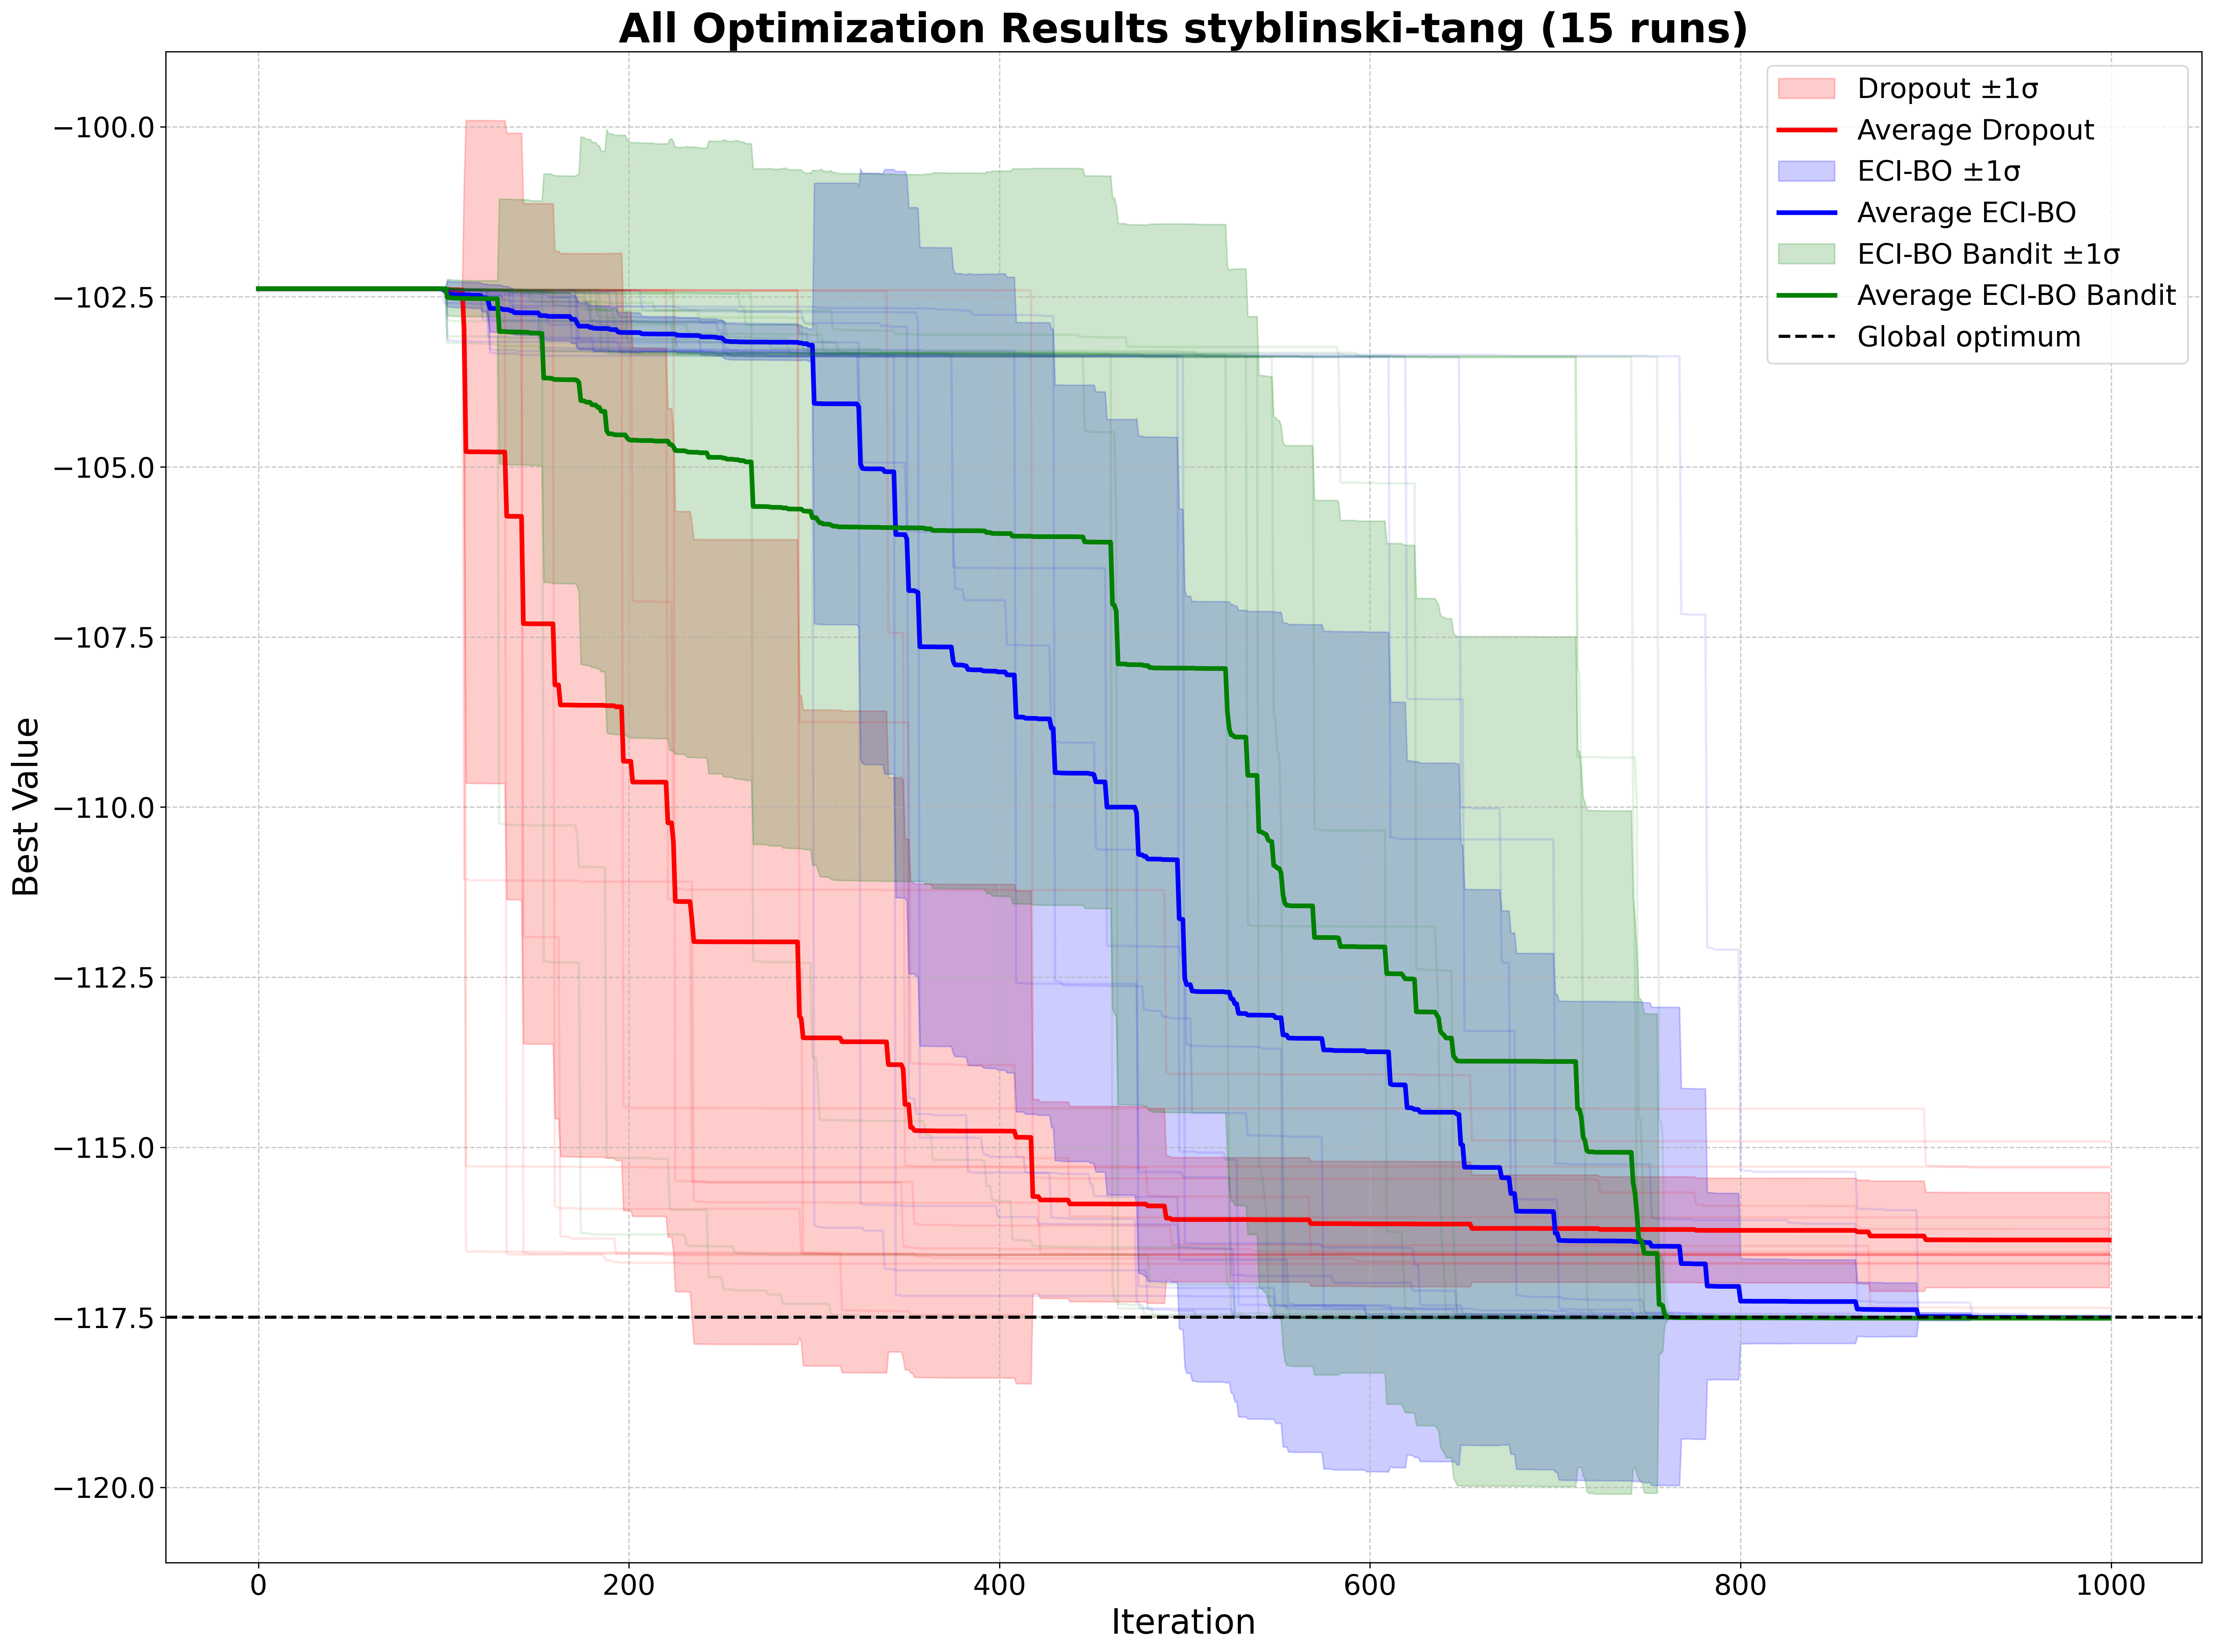 All Optimization Results styblinski-tang (15 runs)
Dropout ±1σ
Average Dropout
ECI-BO ±1σ
Average ECI-BO
ECI-BO Bandit ±1σ
Average ECI-BO Bandit
Global optimum
Best Value
−100.0
−102.5
−105.0
−107.5
−110.0
−112.5
−115.0
−117.5
−120.0
0 200 400 600 800 1000
Iteration